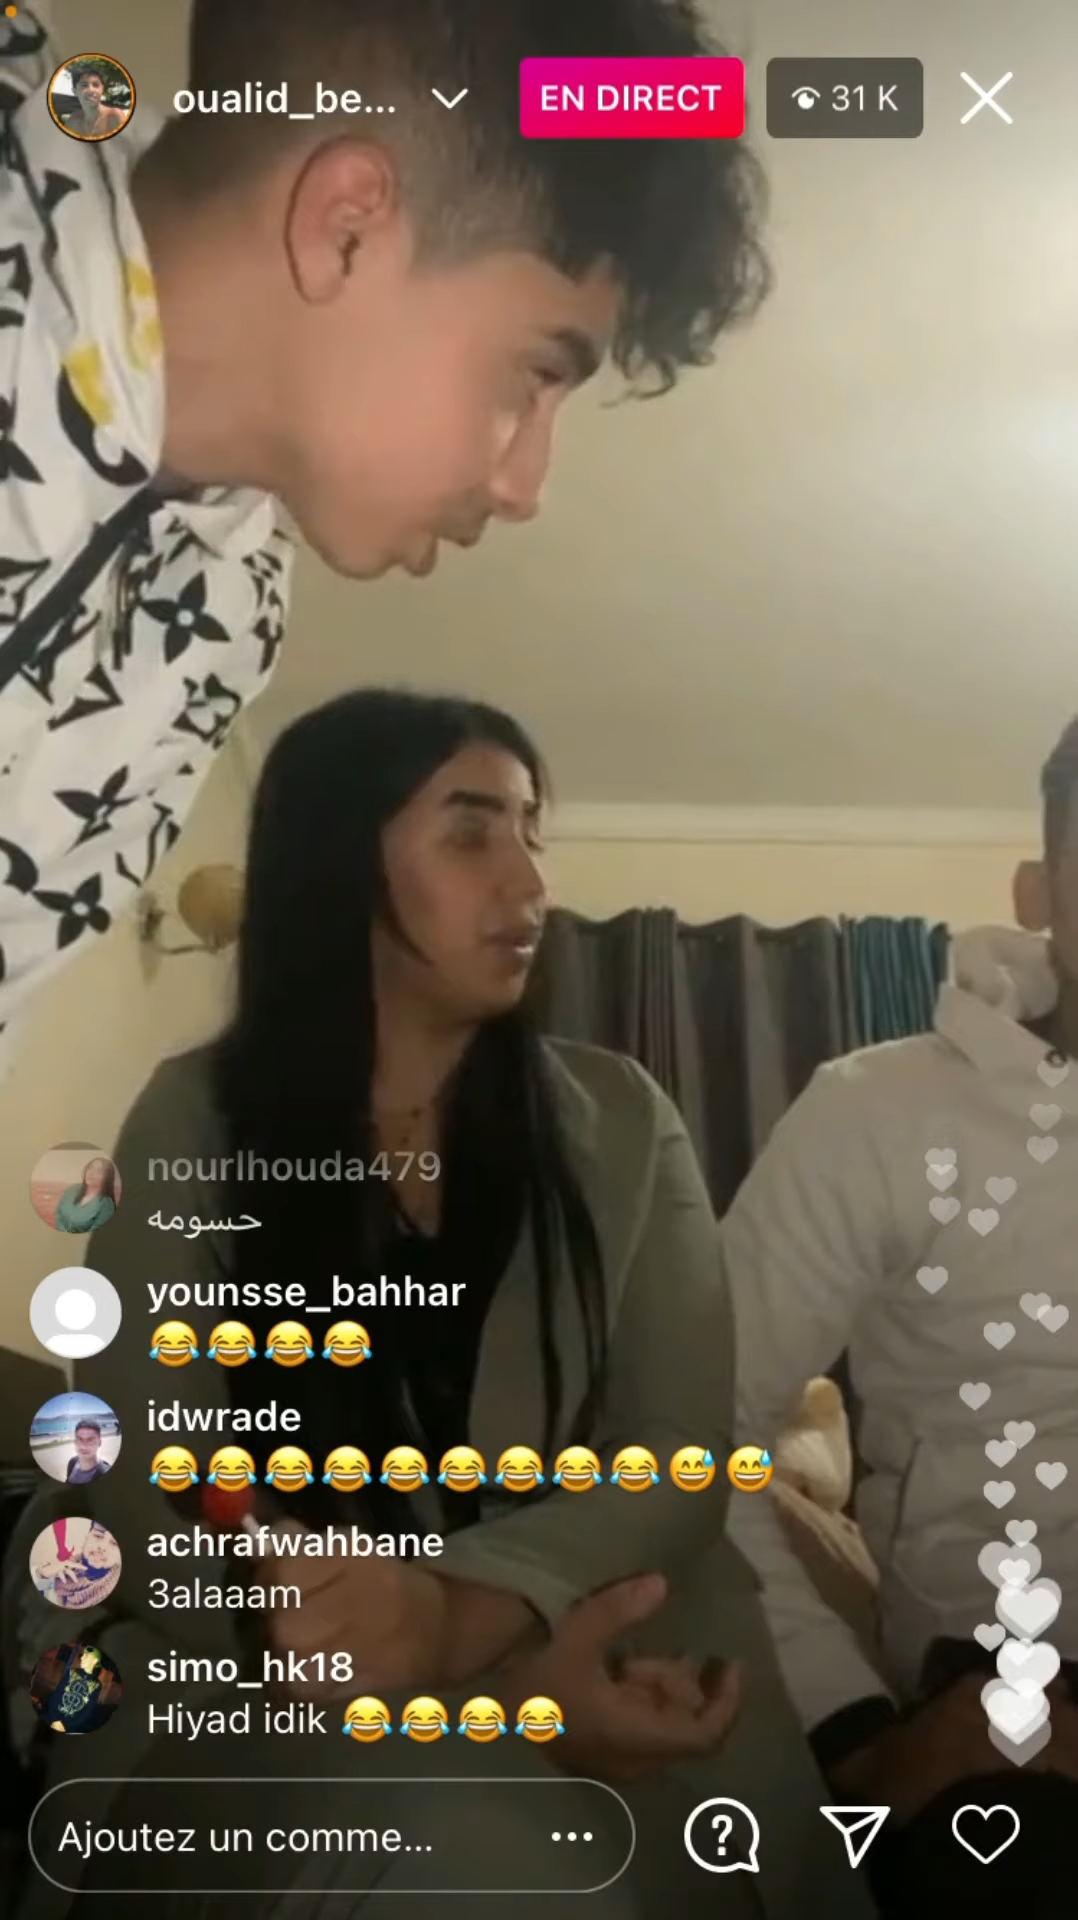 oualid_be...
EN DIRECT
31 K
nourlhouda479
حسومه
younsse_bahhar
😂😂😂😂
idwrade
😂😂😂😂😂😂😂😂😂😅😅
achrafwahbane
3alaaam
simo_hk18
Hiyad idik 😂😂😂😂
Ajoutez un comme...